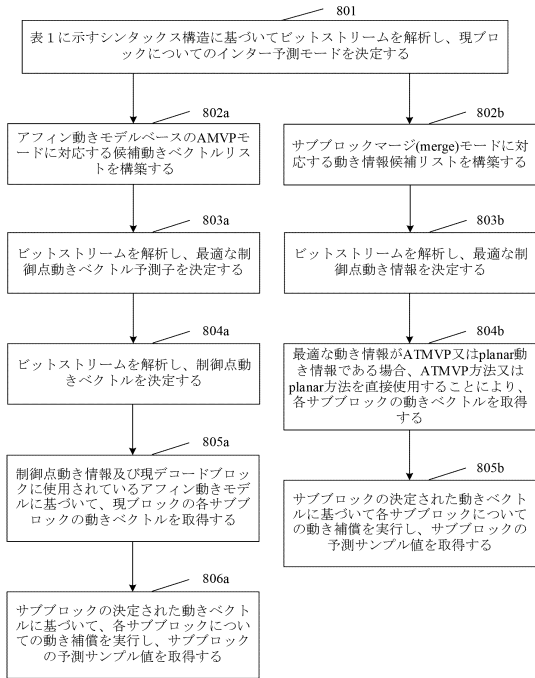 801
表１に示すシンタックス構造に基づいてビットストリームを解析し、現ブロ
ックについてのインター予測モードを決定する
802a
アフィン動きモデルベースのAMVPモ
ードに対応する候補動きベクトルリス
トを構築する
803a
ビットストリームを解析し、最適な制
御点動きベクトル予測子を決定する
804a
ビットストリームを解析し、制御点動
きベクトルを決定する
805a
制御点動き情報及び現デコードブロック
に使用されているアフィン動きモデ
ルに基づいて、現ブロックの各サブブ
ロックの動きベクトルを取得する
806a
サブブロックの決定された動きベクト
ルに基づいて、各サブブロックについ
ての動き補償を実行し、サブブロック
の予測サンプル値を取得する
802b
サブブロックマージ(merge)モードに対
応する動き情報候補リストを構築する
803b
ビットストリームを解析し、最適な制
御点動き情報を決定する
804b
最適な動き情報がATMVP又はplanar動
き情報である場合、ATMVP方法又は
planar方法を直接使用することにより、
各サブブロックの動きベクトルを取得
する
805b
サブブロックの決定された動きベクト
ルに基づいて各サブブロックについて
の動き補償を実行し、サブブロックの
予測サンプル値を取得する